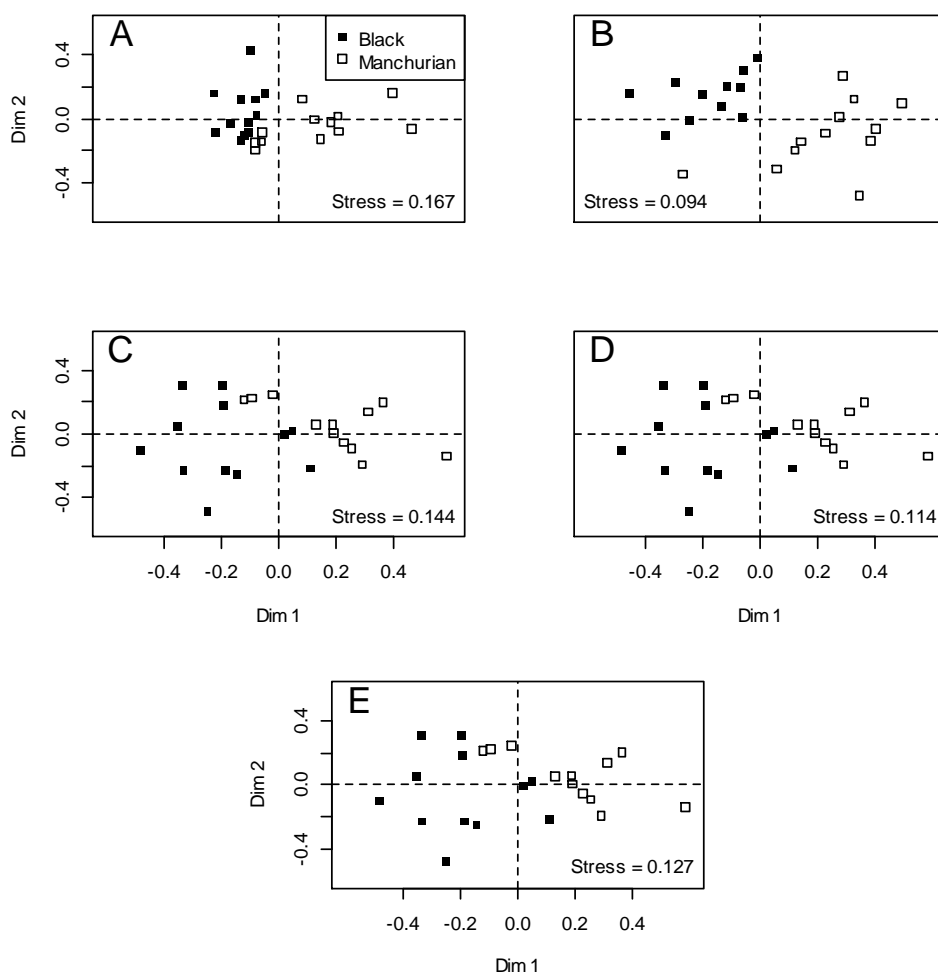 A
B
Black
Manchurian
Dim 2
0.4
0.0
-0.4
Stress = 0.167
Stress = 0.094
C
D
Dim 2
0.4
0.0
-0.4
Stress = 0.144
Stress = 0.114
-0.4 -0.2 0.0 0.2 0.4
-0.4 -0.2 0.0 0.2 0.4
Dim 1
Dim 1
E
Dim 2
0.4
0.0
-0.4
Stress = 0.127
-0.4 -0.2 0.0 0.2 0.4
Dim 1